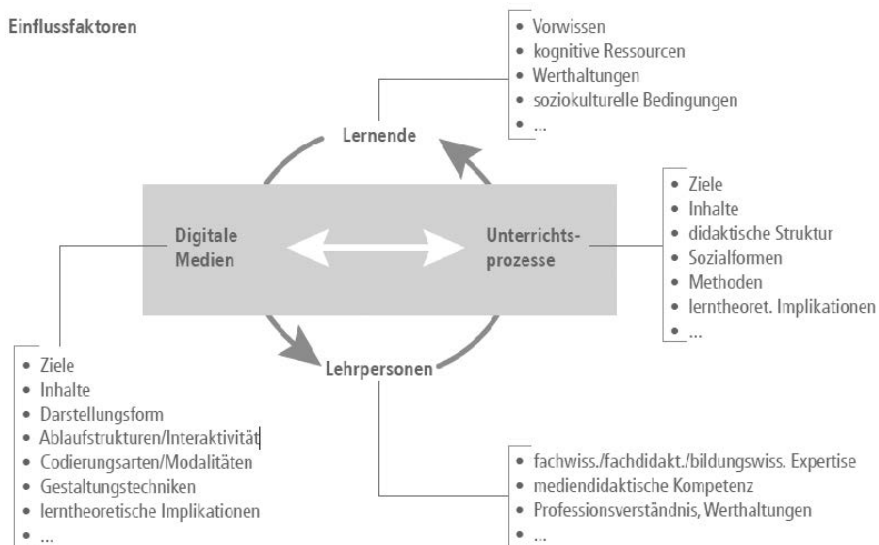 Einflussfaktoren
• Vorwissen
• kognitive Ressourcen
• Werthaltungen
• soziokulturelle Bedingungen
• ...
Lernende
Digitale
Medien
Unterrichts-
prozesse
• Ziele
• Inhalte
• didaktische Struktur
• Sozialformen
• Methoden
• lerntheoret. Implikationen
• ...
Lehrpersonen
• Ziele
• Inhalte
• Darstellungsform
• Ablaufstrukturen/Interaktivität
• Codierungsarten/Modalitäten
• Gestaltungstechniken
• lerntheoretische Implikationen
• ...
• fachwiss./fachdidakt./bildungswiss. Expertise
• mediendidaktische Kompetenz
• Professionsverständnis, Werthaltungen
• ...